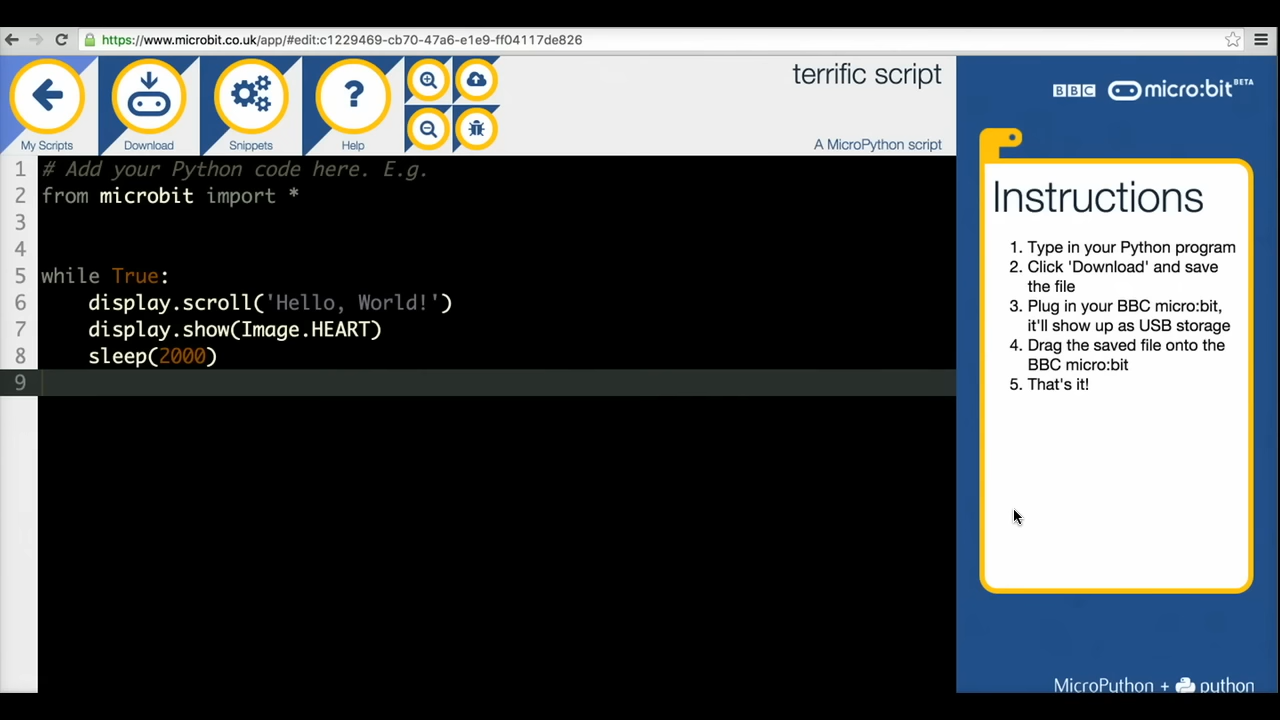 https://www.microbit.co.uk/app/#edit:c1229469-cb70-47a6-e1e9-ff04117de826
My Scripts
Download
Snippets
?
Help
terrific script
A MicroPython script
BBC micro:bit BETA
1 # Add your Python code here. E.g.
2 from microbit import *
3
4
5 while True:
6 display.scroll('Hello, World!')
7 display.show(Image.HEART)
8 sleep(2000)
9
Instructions
1. Type in your Python program
2. Click 'Download' and save
the file
3. Plug in your BBC micro:bit,
it'll show up as USB storage
4. Drag the saved file onto the
BBC micro:bit
5. That's it!
MicroPython + python